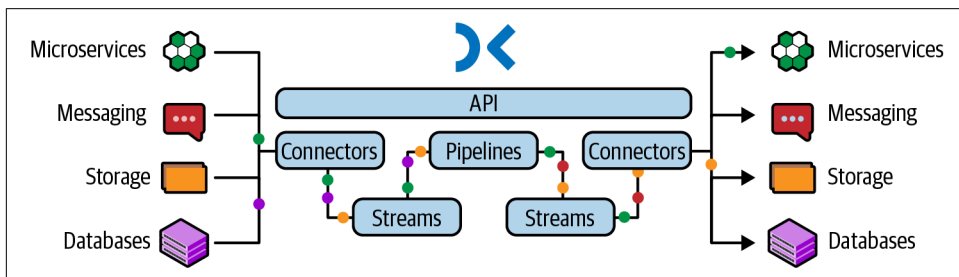 Microservices
Messaging
Storage
Databases
API
Connectors
Pipelines
Connectors
Streams
Streams
Microservices
Messaging
Storage
Databases